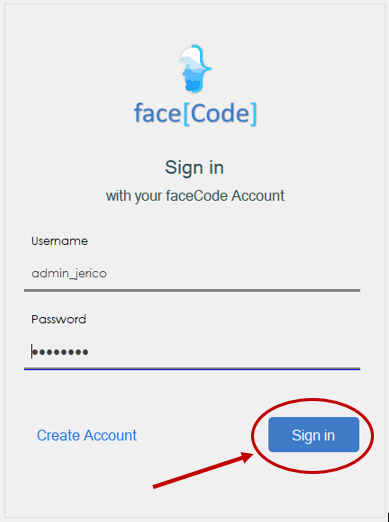 face[Code]
Sign in
with your faceCode Account
Username
admin_jerico
Password
••••••••
Create Account
Sign in